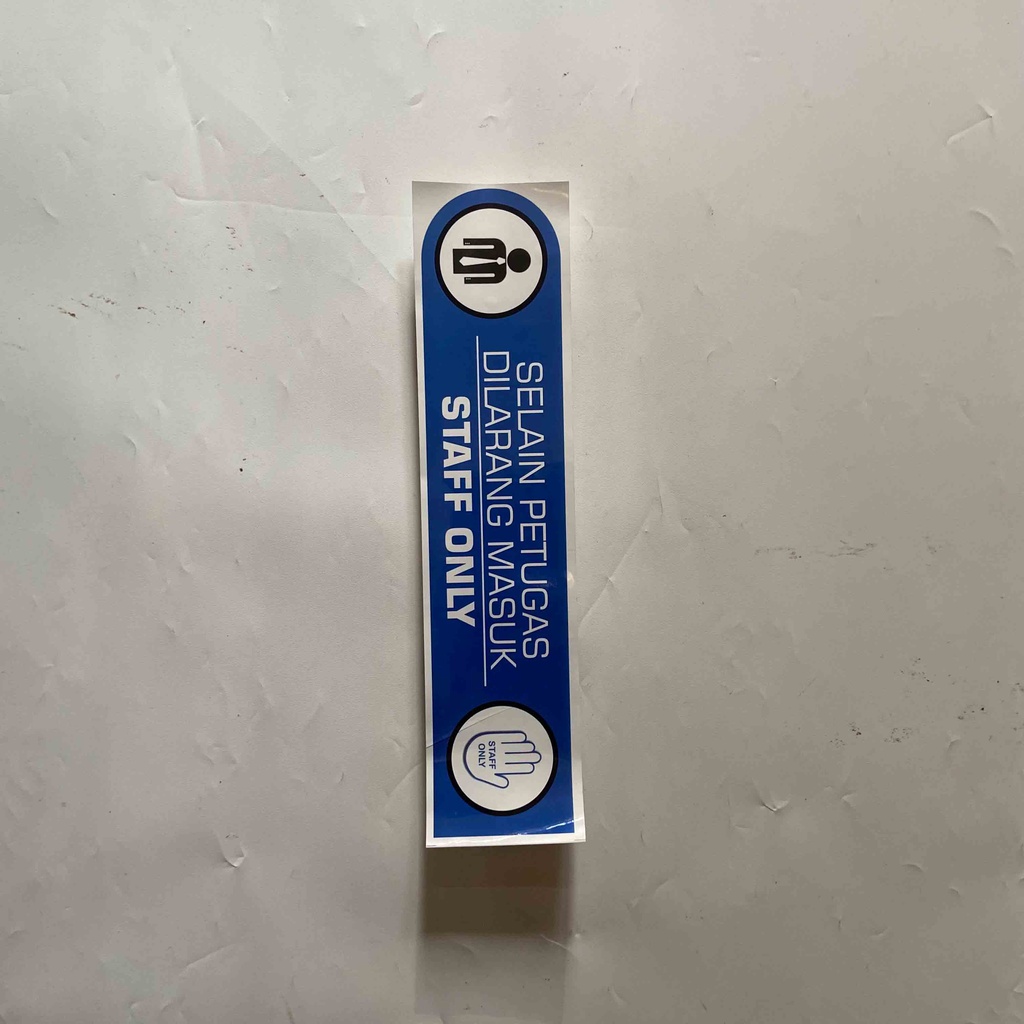 SELAIN PETUGAS
DILARANG MASUK
STAFF ONLY
STAFF
ONLY